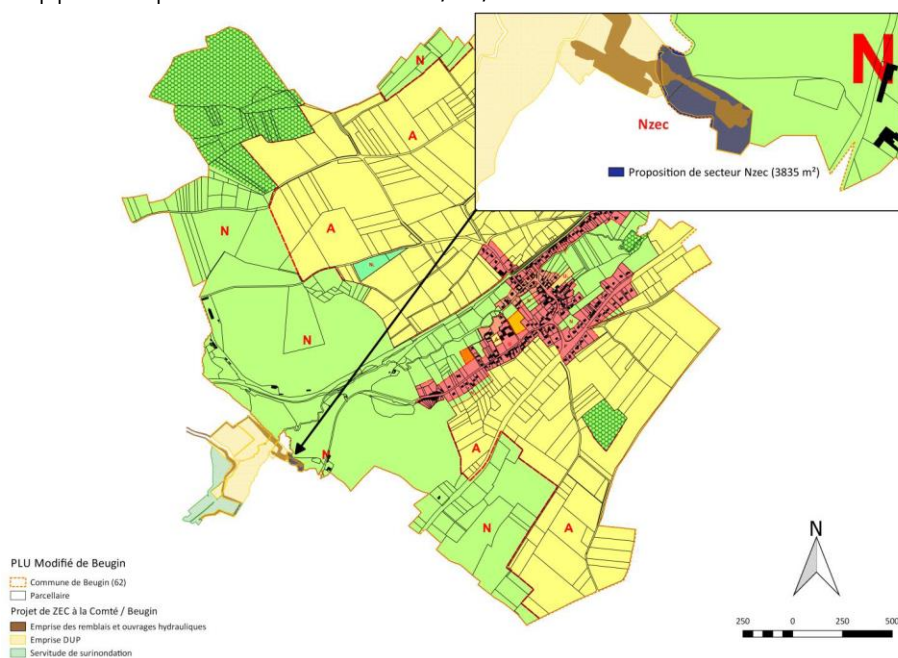 N
Nzec
Proposition de secteur Nzec (3835 m²)
N
A
A
N
N
N
A
N
A
N
PLU Modifié de Beugin
Commune de Beugin (62)
Parcellaire
Projet de ZEC à la Comté / Beugin
Emprise des remblais et ouvrages hydrauliques
Emprise DUP
Servitude de surinondation
250 0 250 500